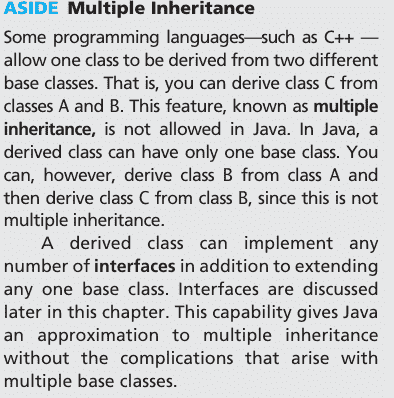 ASIDE Multiple Inheritance
Some programming languages—such as C++ —
allow one class to be derived from two different
base classes. That is, you can derive class C from
classes A and B. This feature, known as multiple
inheritance, is not allowed in Java. In Java, a
derived class can have only one base class. You
can, however, derive class B from class A and
then derive class C from class B, since this is not
multiple inheritance.
A derived class can implement any
number of interfaces in addition to extending
any one base class. Interfaces are discussed
later in this chapter. This capability gives Java
an approximation to multiple inheritance
without the complications that arise with
multiple base classes.